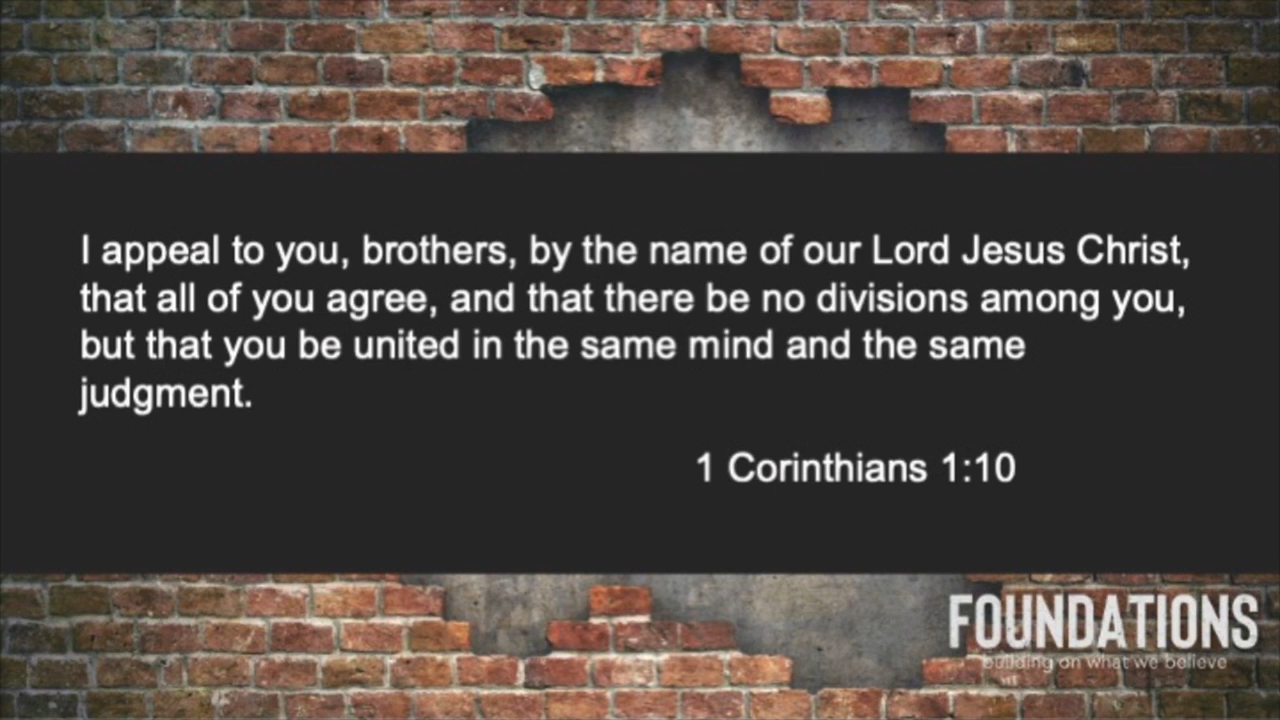 I appeal to you, brothers, by the name of our Lord Jesus Christ,
that all of you agree, and that there be no divisions among you,
but that you be united in the same mind and the same
judgment.
1 Corinthians 1:10
FOUNDATIONS
building on what we believe